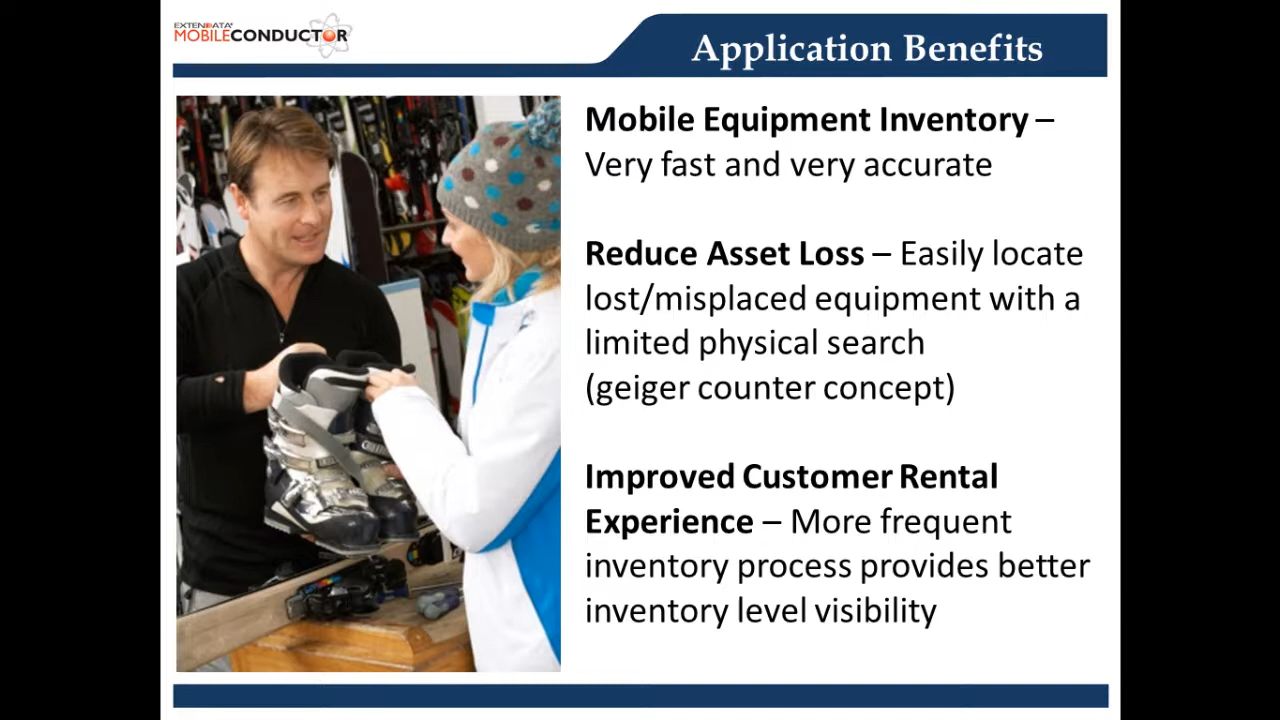 EXTENDATA®
MOBILECONDUCTOR
Application Benefits
Mobile Equipment Inventory –
Very fast and very accurate
Reduce Asset Loss – Easily locate
lost/misplaced equipment with a
limited physical search
(geiger counter concept)
Improved Customer Rental
Experience – More frequent
inventory process provides better
inventory level visibility